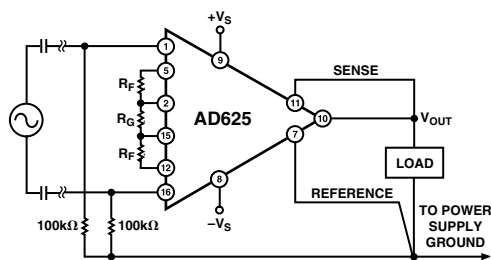 +VS
1
9
5
SENSE
RF
2
11
RG
AD625
10
VOUT
15
7
RF
12
LOAD
16
8
REFERENCE
100kΩ
100kΩ
–VS
TO POWER
SUPPLY
GROUND